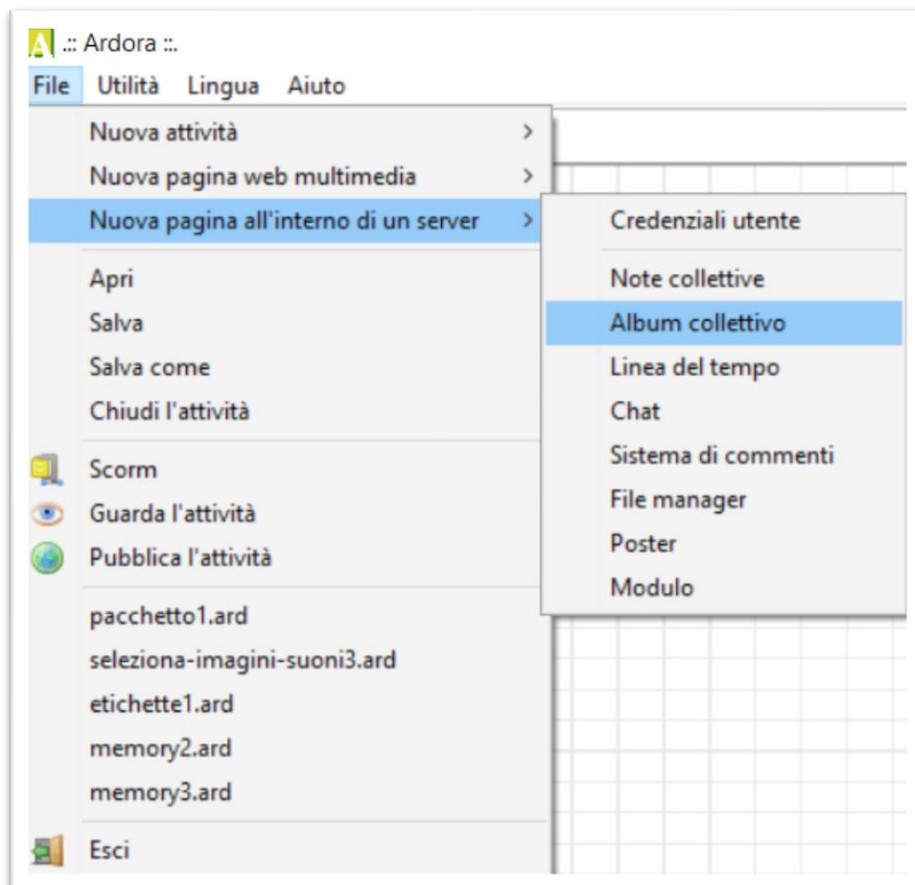 .:: Ardora ::.
File Utilità Lingua Aiuto
Nuova attività
Nuova pagina web multimedia
Nuova pagina all'interno di un server
Apri
Salva
Salva come
Chiudi l'attività
Scorm
Guarda l'attività
Pubblica l'attività
pacchetto1.ard
seleziona-imagini-suoni3.ard
etichette1.ard
memory2.ard
memory3.ard
Esci
Credenziali utente
Note collettive
Album collettivo
Linea del tempo
Chat
Sistema di commenti
File manager
Poster
Modulo